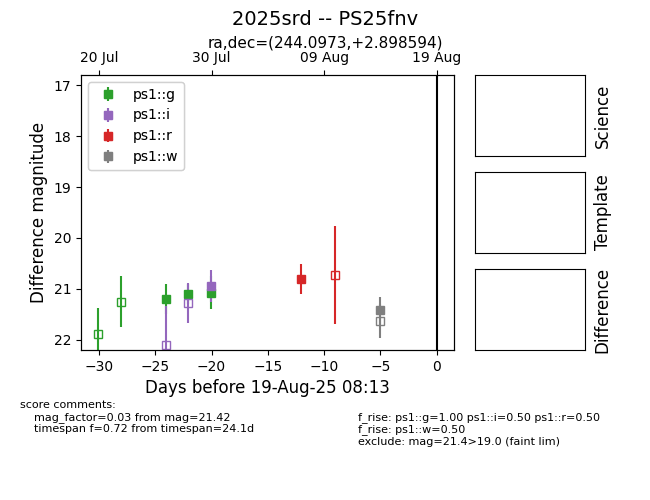 2025srd -- PS25fnv
ra,dec=(244.0973,+2.898594)
20 Jul 30 Jul 09 Aug 19 Aug
17
18
19
20
21
22
Difference magnitude
ps1::g
ps1::i
ps1::r
ps1::w
−30 −25 −20 −15 −10 −5 0
Days before 19-Aug-25 08:13
Science
Template
Difference
score comments:
mag_factor=0.03 from mag=21.42
timespan f=0.72 from timespan=24.1d
f_rise: ps1::g=1.00 ps1::i=0.50 ps1::r=0.50
f_rise: ps1::w=0.50
exclude: mag=21.4>19.0 (faint lim)